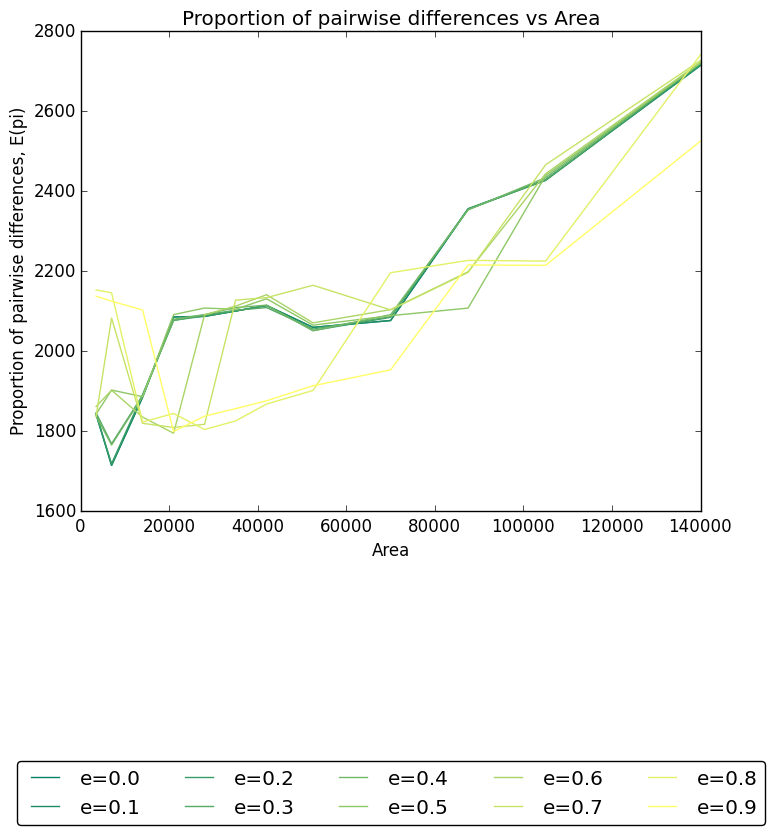 Proportion of pairwise differences vs Area
2800
2600
2400
2200
2000
1800
1600
Proportion of pairwise differences, E(pi)
0 20000 40000 60000 80000 100000 120000 140000
Area
e=0.0 e=0.2 e=0.4 e=0.6 e=0.8
e=0.1 e=0.3 e=0.5 e=0.7 e=0.9